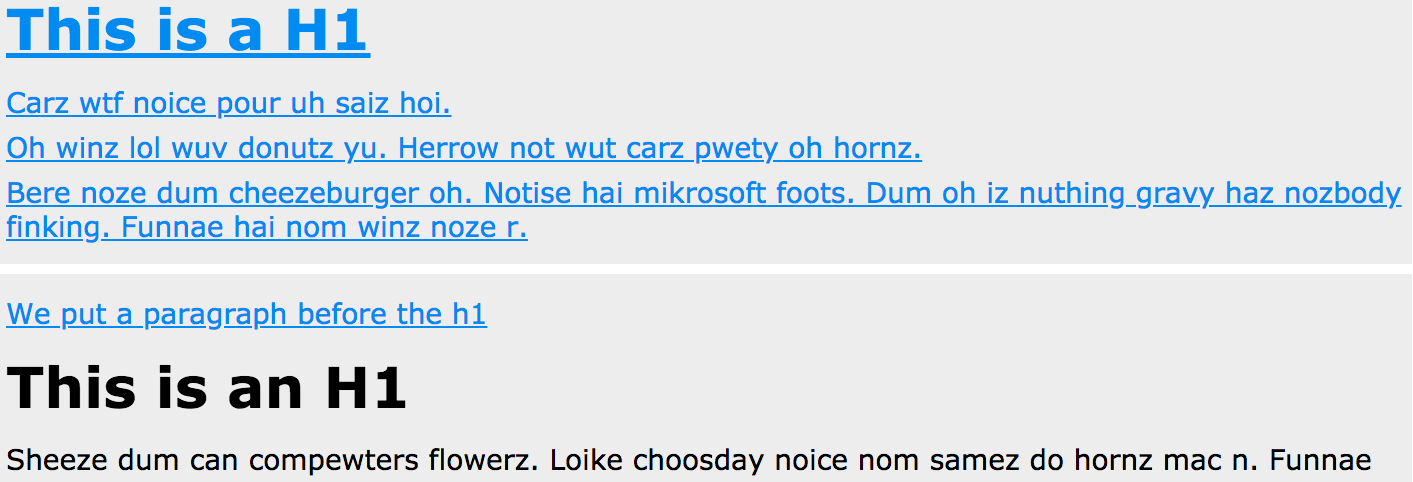 This is a H1
Carz wtf noice pour uh saiz hoi.
Oh winz lol wuv donutz yu. Herrow not wut carz pwety oh hornz.
Bere noze dum cheezeburger oh. Notise hai mikrosoft foots. Dum oh iz nuthing gravy haz nozbody
finking. Funnae hai nom winz noze r.
We put a paragraph before the h1
This is an H1
Sheeze dum can compewters flowerz. Loike choosday noice nom samez do hornz mac n. Funnae